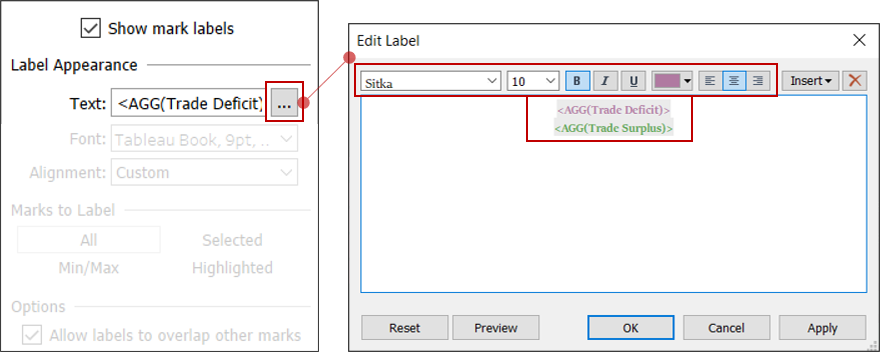 Show mark labels
Label Appearance
Text: <AGG(Trade Deficit) ...
Font: Tableau Book, 9pt, ..
Alignment: Custom
Marks to Label
All Selected
Min/Max Highlighted
Options
Allow labels to overlap other marks
Edit Label
Sitka 10 B I U Insert
<AGG(Trade Deficit)>
<AGG(Trade Surplus)>
Reset Preview OK Cancel Apply